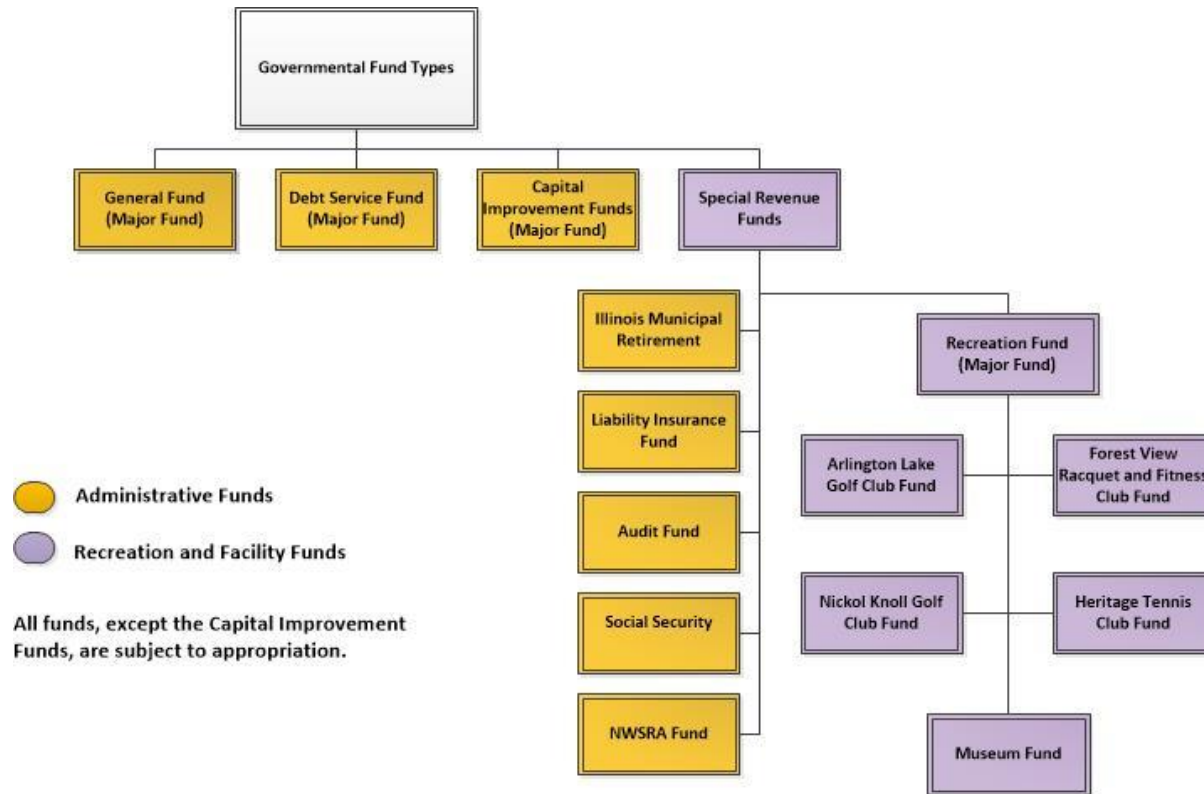 Governmental Fund Types
General Fund
(Major Fund)
Debt Service Fund
(Major Fund)
Capital
Improvement Funds
(Major Fund)
Special Revenue
Funds
Illinois Municipal
Retirement
Recreation Fund
(Major Fund)
Liability Insurance
Fund
Arlington Lake
Golf Club Fund
Forest View
Racquet and Fitness
Club Fund
Administrative Funds
Recreation and Facility Funds
Audit Fund
All funds, except the Capital Improvement
Funds, are subject to appropriation.
Social Security
Nickol Knoll Golf
Club Fund
Heritage Tennis
Club Fund
NWSRA Fund
Museum Fund